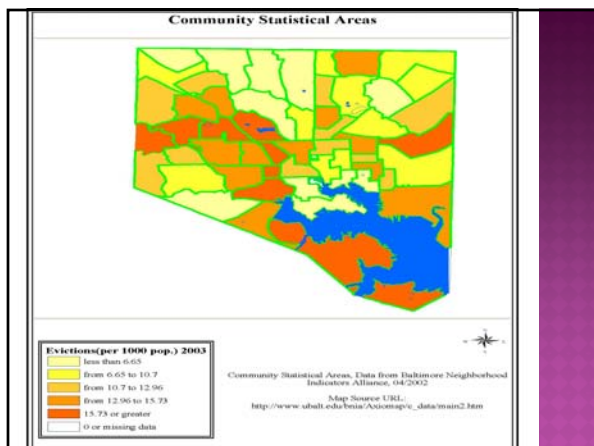 Community Statistical Areas
Evictions(per 1000 pop.) 2003
less than 6.65
from 6.65 to 10.7
from 10.7 to 12.96
from 12.96 to 15.73
15.73 or greater
0 or missing data
Community Statistical Areas, Data from Baltimore Neighborhood
Indicators Alliance, 04/2002
Map Source URL:
http://www.ubalt.edu/bnia/Axiomap/c_data/main2.htm